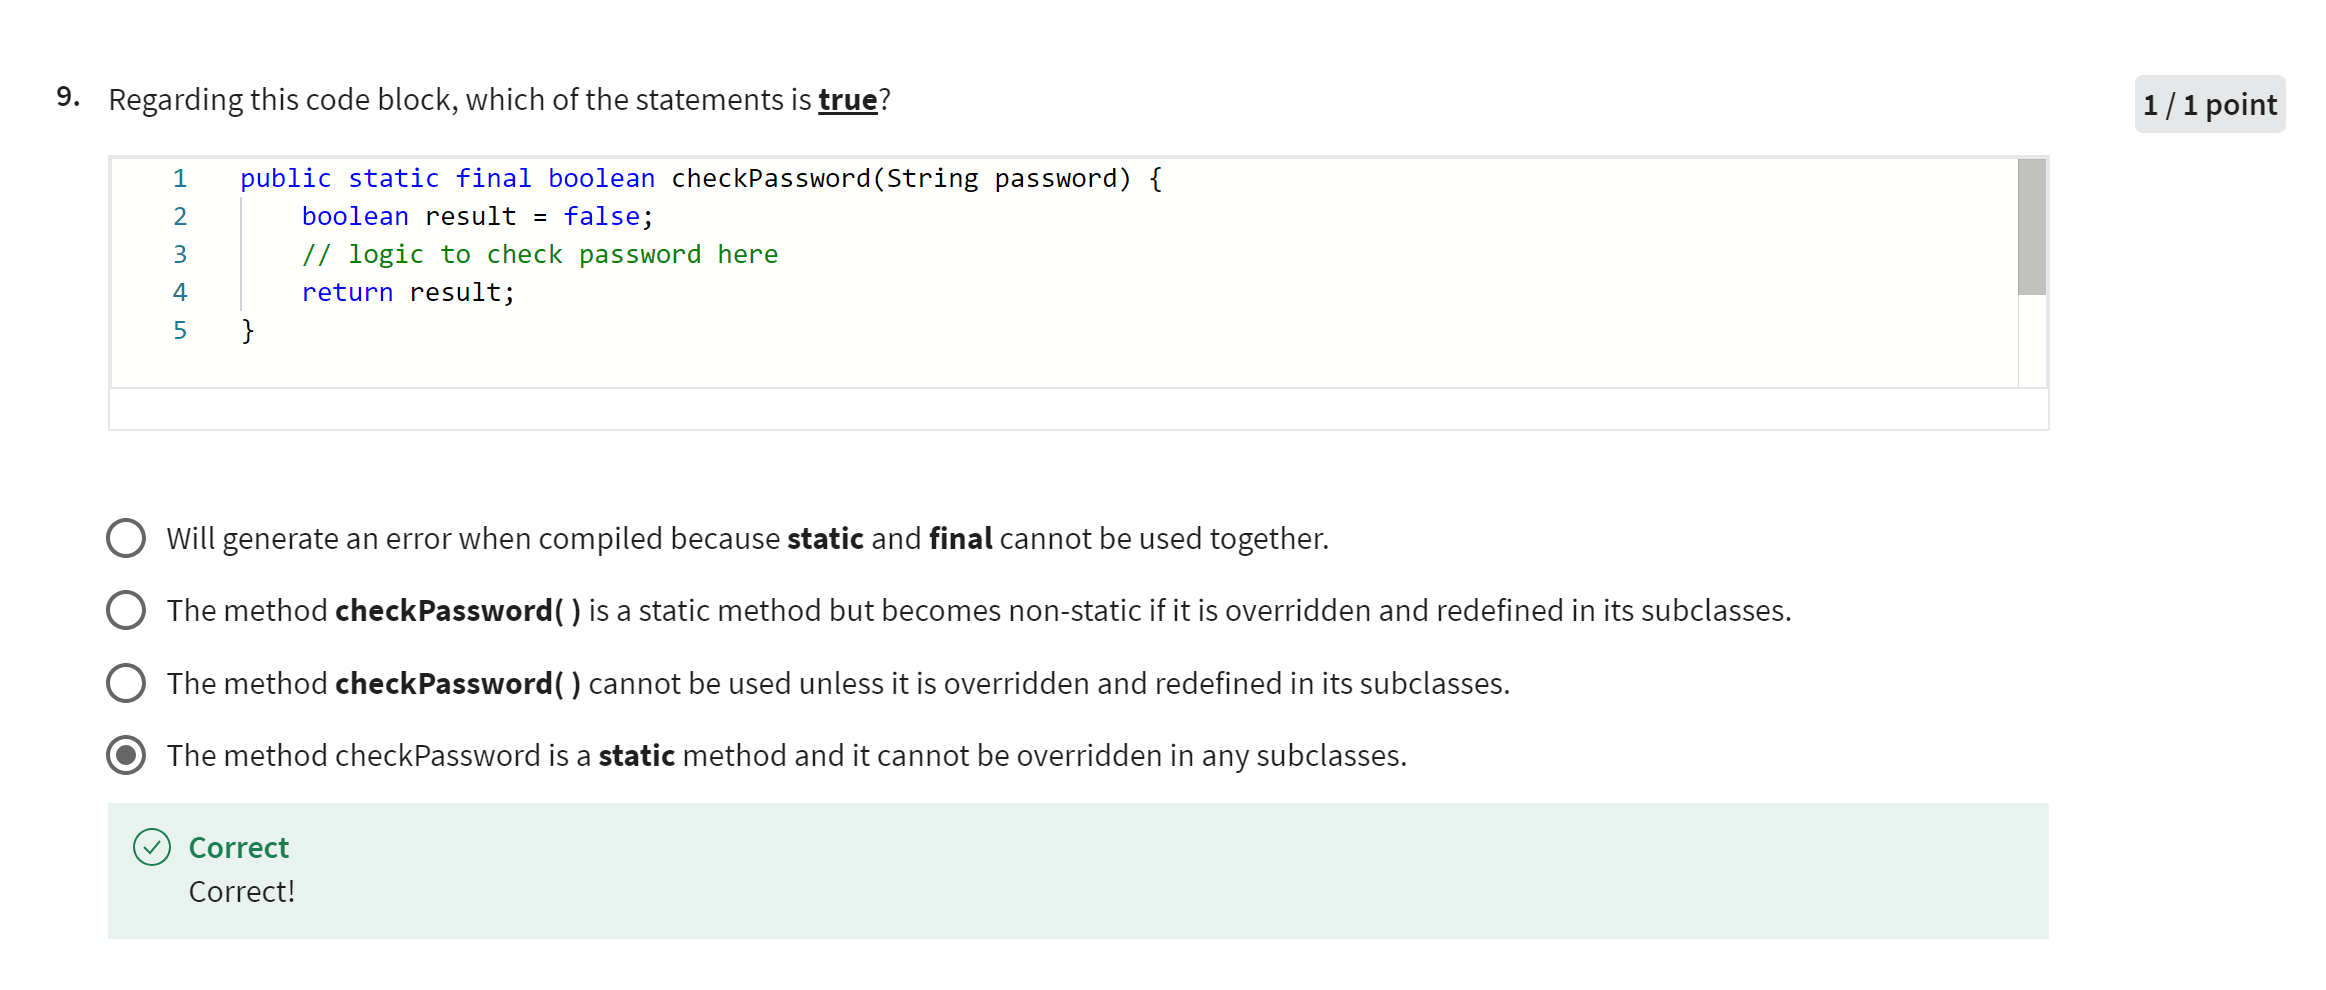 9. Regarding this code block, which of the statements is true?
1 / 1 point
1 public static final boolean checkPassword(String password) {
2     boolean result = false;
3     // logic to check password here
4     return result;
5 }
Will generate an error when compiled because static and final cannot be used together.
The method checkPassword( ) is a static method but becomes non-static if it is overridden and redefined in its subclasses.
The method checkPassword( ) cannot be used unless it is overridden and redefined in its subclasses.
The method checkPassword is a static method and it cannot be overridden in any subclasses.
Correct
Correct!